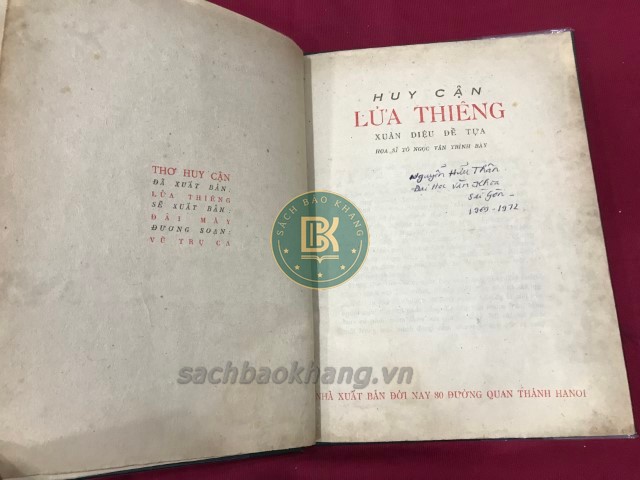 THƠ HUY CẬN
ĐÃ XUẤT BẢN:
LỬA THIÊNG
SẼ XUẤT BẢN:
ĐÁI MÂY
ĐƯƠNG SOẠN:
VŨ TRỤ CA
HUY CẬN
LỬA THIÊNG
XUÂN DIỆU ĐỀ TỰA
HỌA SĨ TÔ NGỌC VÂN TRÌNH BÀY
Nguyễn Hiếu Thân
Đại Học Văn Khoa
Sài Gòn -
1969-1972
SÁCH BẢO KHANG
BK
sachbaokhang.vn
NHÀ XUẤT BẢN ĐỜI NAY 80 ĐƯỜNG QUAN THÁNH HANOI